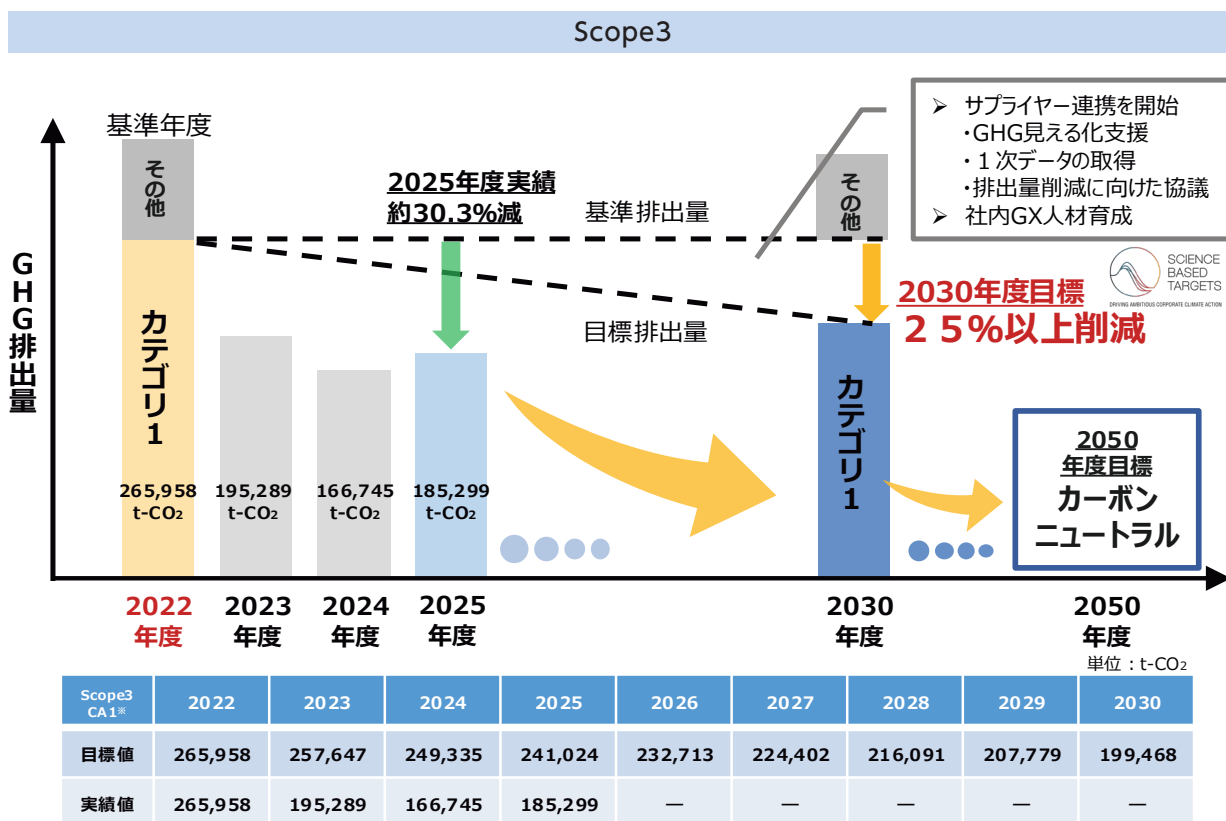 Scope3
➢ サプライヤー連携を開始
・GHG見える化支援
・１次データの取得
・排出量削減に向けた協議
➢ 社内GX人材育成
基準年度
その他
2025年度実績
約30.3%減
基準排出量
その他
SCIENCE
BASED
TARGETS
DRIVING AMBITIOUS CORPORATE CLIMATE ACTION
2030年度目標
２５%以上削減
目標排出量
GHG排出量
カテゴリ1
カテゴリ1
2050
年度目標
カーボン
ニュートラル
265,958
t-CO₂
195,289
t-CO₂
166,745
t-CO₂
185,299
t-CO₂
2022
年度
2023
年度
2024
年度
2025
年度
2030
年度
2050
年度
単位：t-CO₂
Scope3 CA1※ 2022 2023 2024 2025 2026 2027 2028 2029 2030
目標値 265,958 257,647 249,335 241,024 232,713 224,402 216,091 207,779 199,468
実績値 265,958 195,289 166,745 185,299 — — — — —